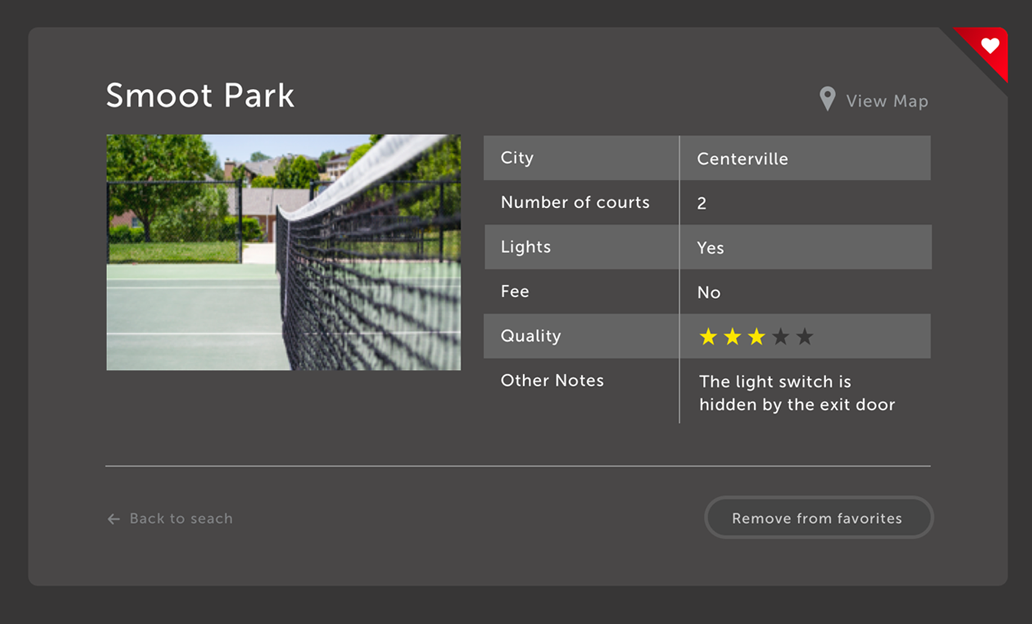 Smoot Park
View Map
City Centerville
Number of courts 2
Lights Yes
Fee No
Quality
Other Notes The light switch is
hidden by the exit door
Back to seach
Remove from favorites